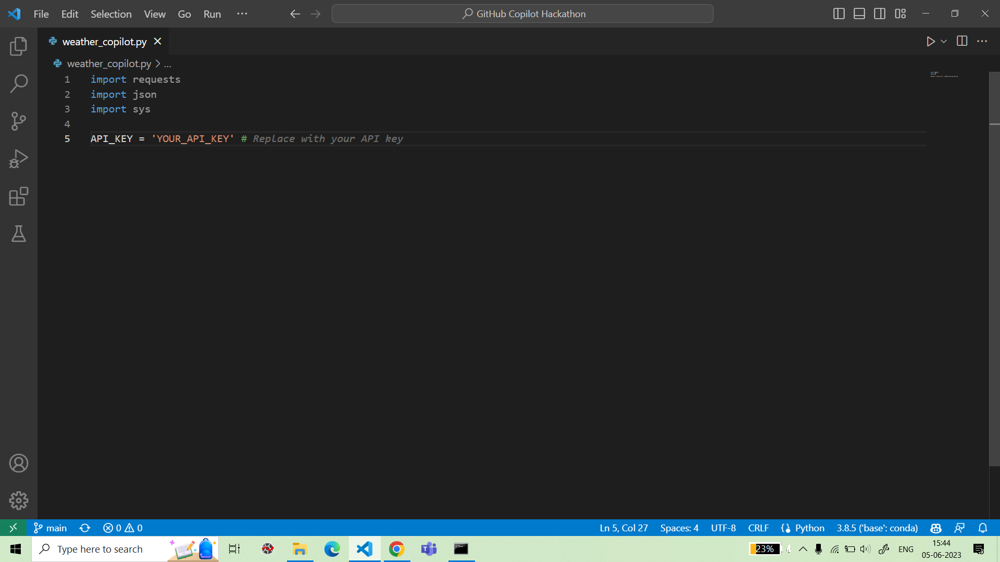 File Edit Selection View Go Run ···
GitHub Copilot Hackathon
weather_copilot.py
weather_copilot.py > ...
1 import requests
2 import json
3 import sys
4
5 API_KEY = 'YOUR_API_KEY' # Replace with your API key
main
0 0
Ln 5, Col 27 Spaces: 4 UTF-8 CRLF Python 3.8.5 ('base': conda)
Type here to search
23%
ENG
15:44
05-06-2023